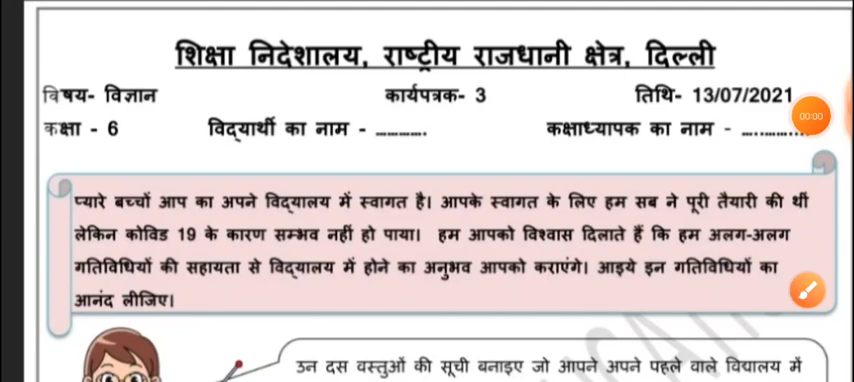 शिक्षा निदेशालय, राष्ट्रीय राजधानी क्षेत्र, दिल्ली
विषय- विज्ञान कार्यपत्रक- 3 तिथि- 13/07/2021
00:00
कक्षा - 6 विद्यार्थी का नाम - ............ कक्षाध्यापक का नाम - ............
प्यारे बच्चों आप का अपने विद्यालय में स्वागत है। आपके स्वागत के लिए हम सब ने पूरी तैयारी की थीं
लेकिन कोविड 19 के कारण सम्भव नहीं हो पाया। हम आपको विश्वास दिलाते हैं कि हम अलग-अलग
गतिविधियों की सहायता से विद्यालय में होने का अनुभव आपको कराएंगे। आइये इन गतिविधियों का
आनंद लीजिए।
उन दस वस्तुओं की सूची बनाइए जो आपने अपने पहले वाले विद्यालय में